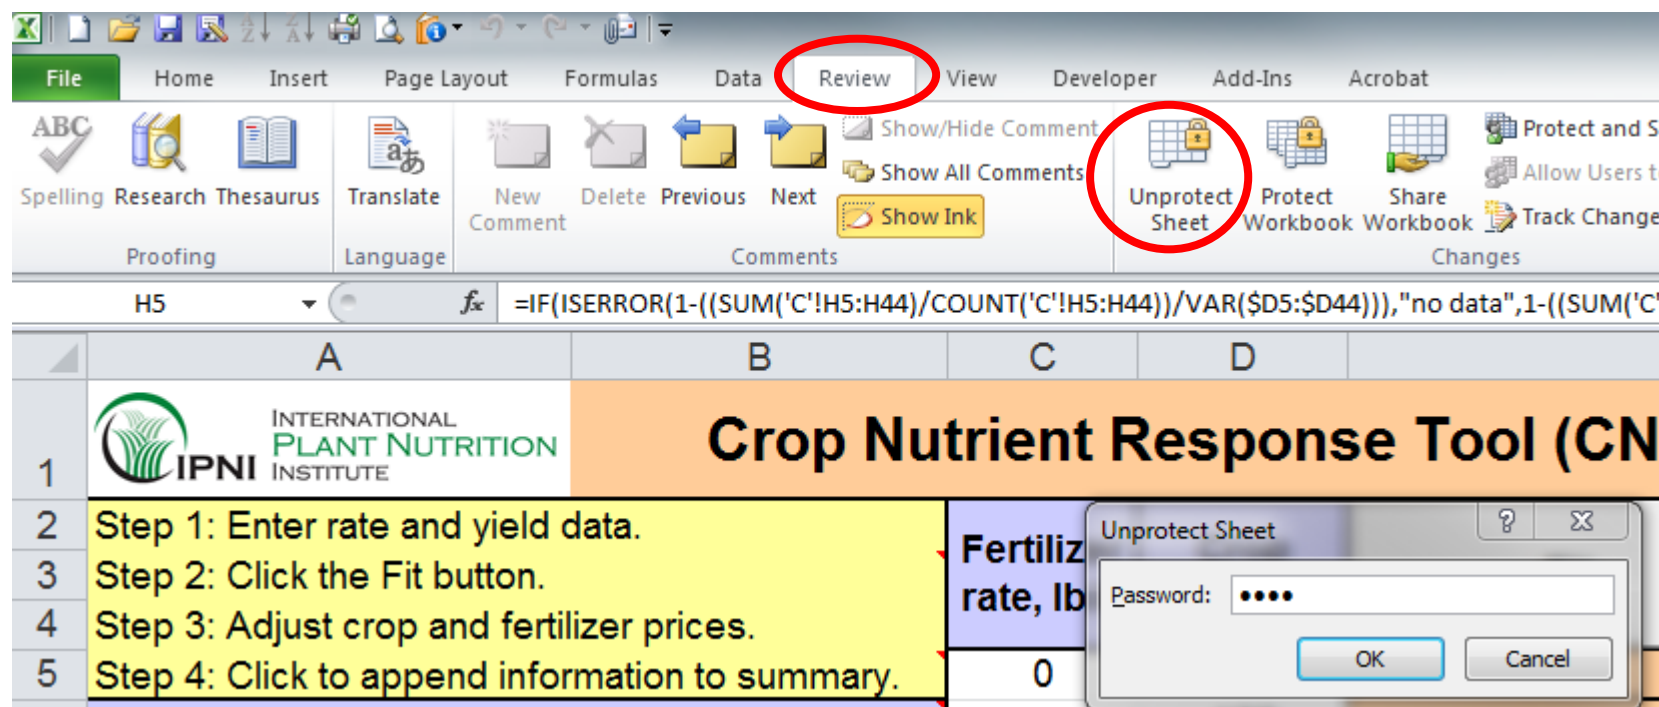 File Home Insert Page Layout Formulas Data Review View Developer Add-Ins Acrobat
ABC
Spelling Research Thesaurus
Proofing
Translate
Language
New Comment
Delete Previous Next
Show/Hide Comment
Show All Comments
Show Ink
Comments
Unprotect Sheet
Protect Workbook
Share Workbook
Protect and S
Allow Users t
Track Change
Changes
H5 fx =IF(ISERROR(1-((SUM('C'!H5:H44)/COUNT('C'!H5:H44))/VAR($D5:$D44))),"no data",1-((SUM('C'
A B C D
1
IPNI
INTERNATIONAL
PLANT NUTRITION
INSTITUTE
Crop Nutrient Response Tool (CN
2 Step 1: Enter rate and yield data.
3 Step 2: Click the Fit button.
4 Step 3: Adjust crop and fertilizer prices.
5 Step 4: Click to append information to summary.
Fertiliz
rate, lb
0
Unprotect Sheet
Password: ••••
OK Cancel